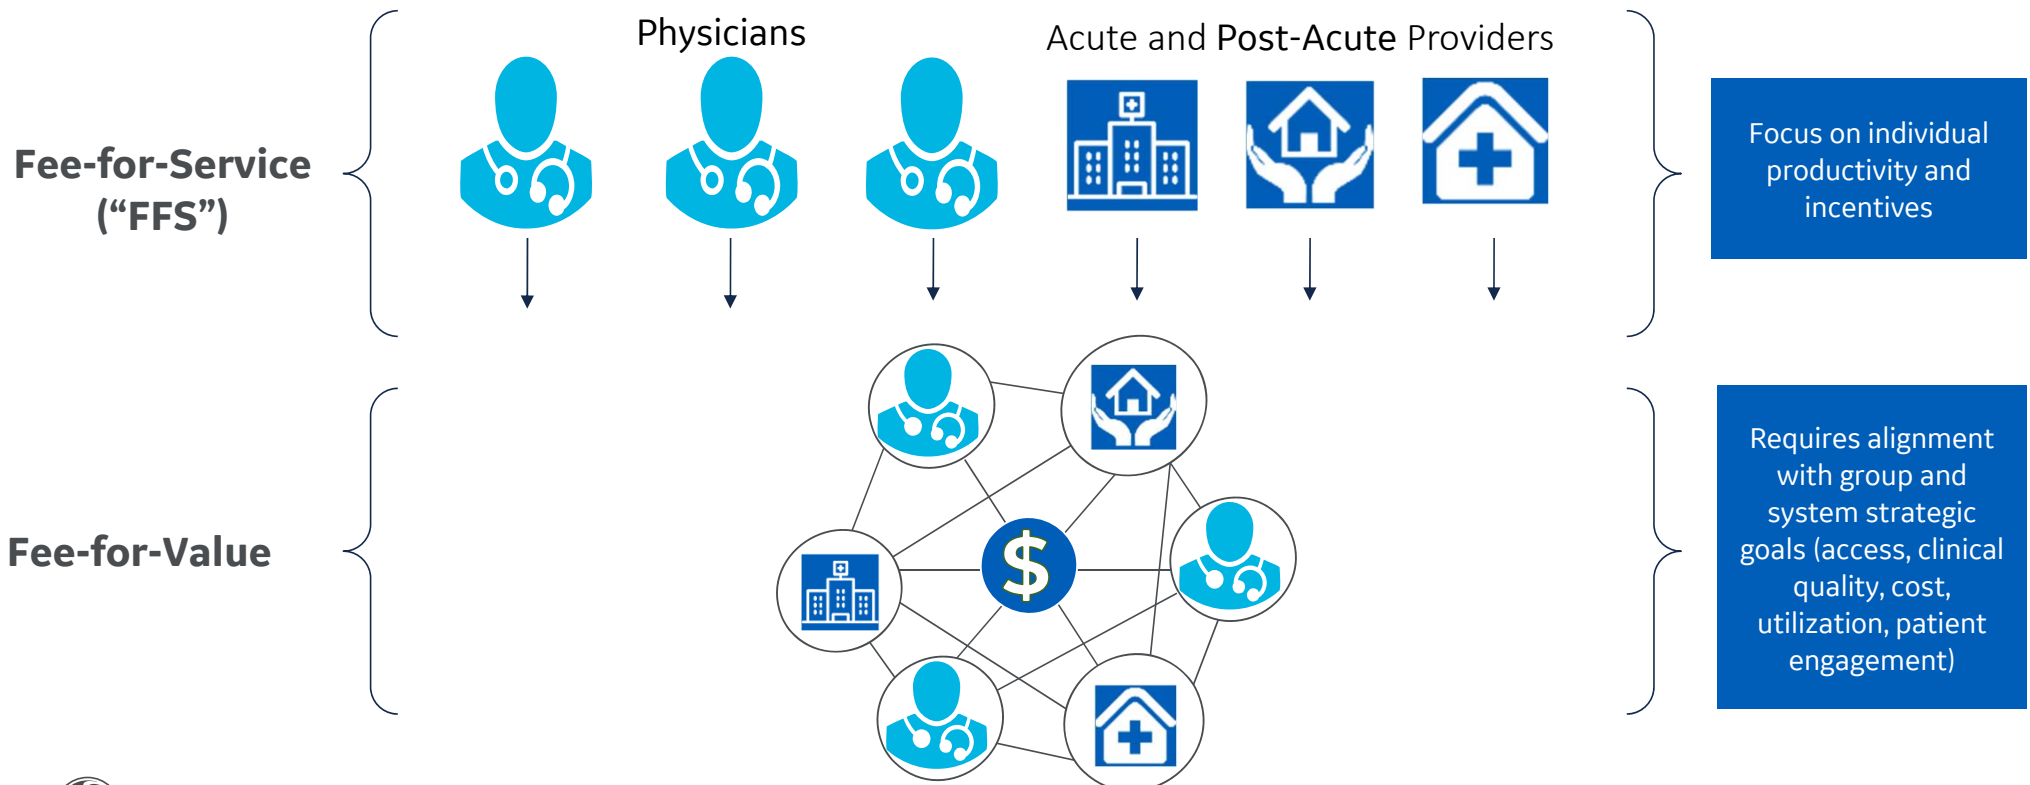 Physicians
Acute and Post-Acute Providers
Fee-for-Service
(“FFS”)
Focus on individual
productivity and
incentives
Fee-for-Value
$
Requires alignment
with group and
system strategic
goals (access, clinical
quality, cost,
utilization, patient
engagement)